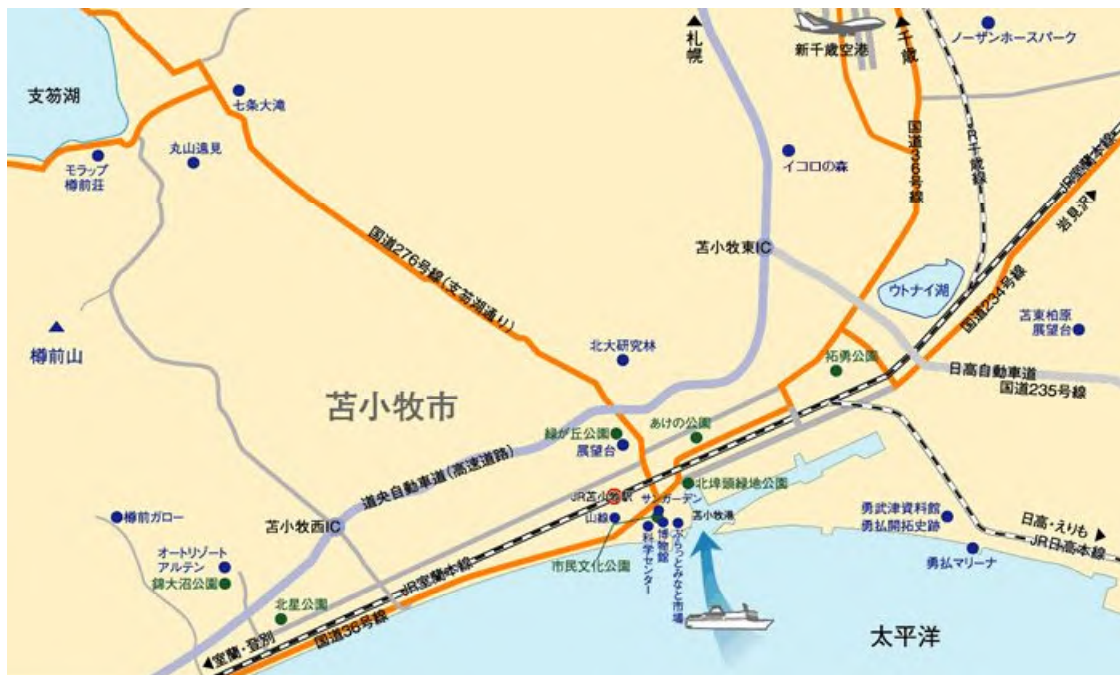 支笏湖
七条大滝
丸山遠見
モラップ
樽前荘
樽前山
国道276号線(支笏湖通り)
苫小牧市
札幌
新千歳空港
千歳
ノーザンホースパーク
イコロの森
国道36号線
JR千歳線
JR室蘭本線
岩見沢
苫小牧東IC
ウトナイ湖
国道234号線
苫東柏原
展望台
北大研究林
拓勇公園
日高自動車道
国道235号線
緑が丘公園
展望台
あけの公園
道央自動車道(高速道路)
北埠頭緑地公園
JR苫小牧駅
サンガーデン
山線
苫小牧港
博物館
科学センター
ぷらっとみなと市場
市民文化公園
樽前ガロー
苫小牧西IC
オートリゾート
アルテン
錦大沼公園
北星公園
JR室蘭本線
国道36号線
室蘭・登別
勇武津資料館
勇払開拓史跡
勇払マリーナ
日高・えりも
JR日高本線
太平洋